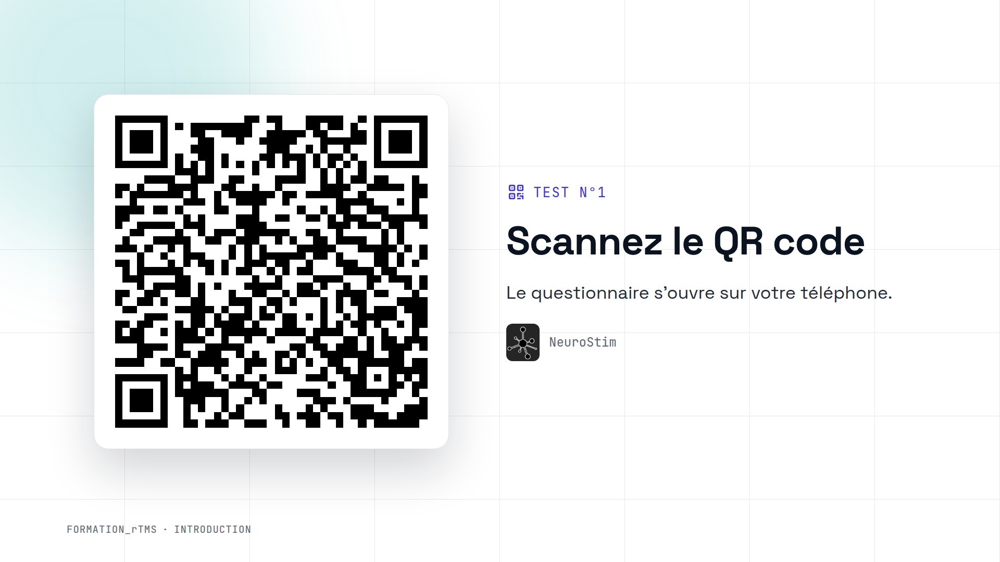 TEST N°1
Scannez le QR code
Le questionnaire s’ouvre sur votre téléphone.
NeuroStim
FORMATION_rTMS · INTRODUCTION